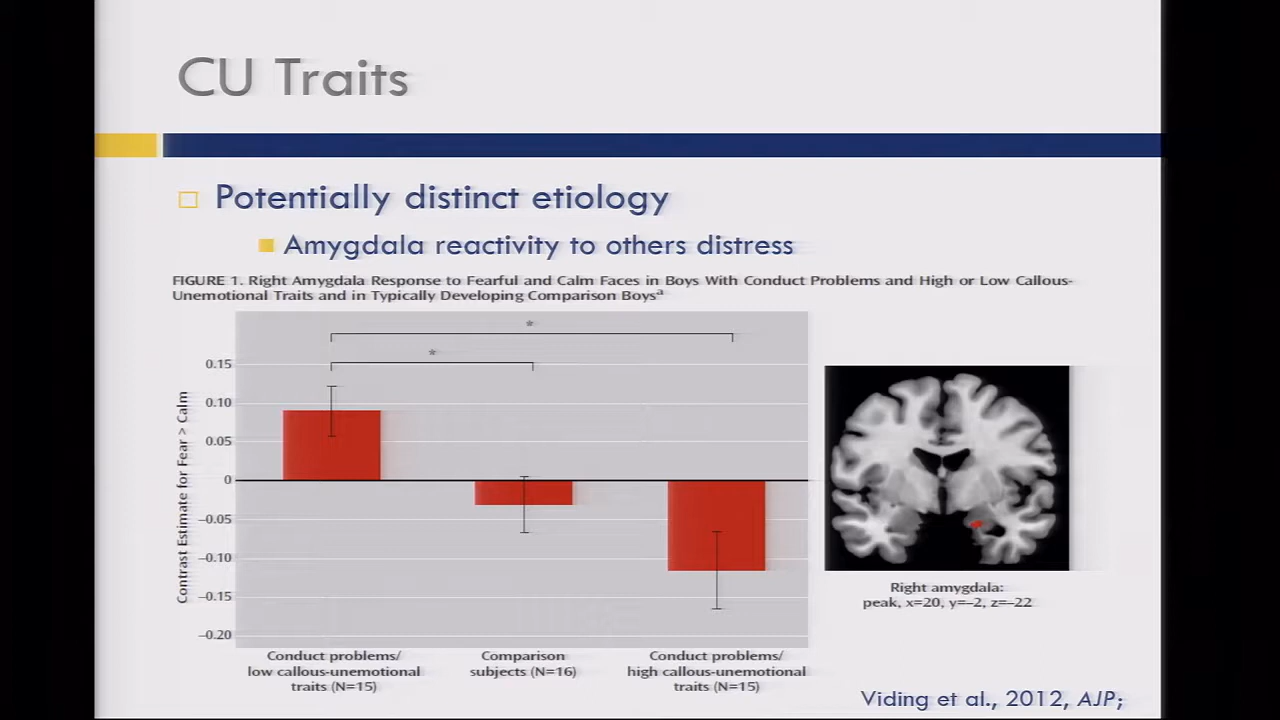 CU Traits
Potentially distinct etiology
Amygdala reactivity to others distress
FIGURE 1. Right Amygdala Response to Fearful and Calm Faces in Boys With Conduct Problems and High or Low Callous-
Unemotional Traits and in Typically Developing Comparison Boysa
*
*
0.15
0.10
0.05
0
–0.05
–0.10
–0.15
–0.20
Contrast Estimate for Fear > Calm
Conduct problems/
low callous-unemotional
traits (N=15)
Comparison
subjects (N=16)
Conduct problems/
high callous-unemotional
traits (N=15)
Right amygdala:
peak, x=20, y=–2, z=–22
Viding et al., 2012, AJP;